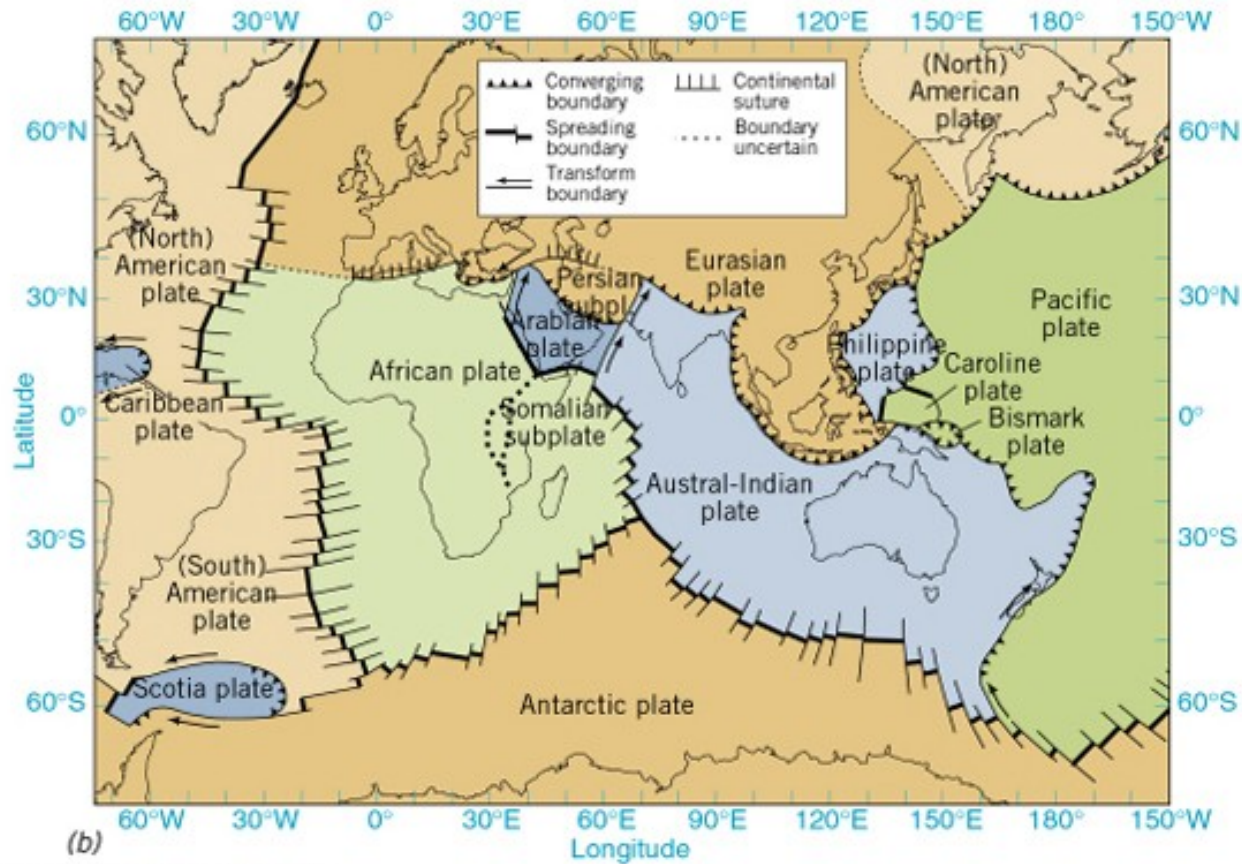 60°W 30°W 0° 30°E 60°E 90°E 120°E 150°E 180° 150°W
Converging
boundary
Continental
suture
Spreading
boundary
Boundary
uncertain
Transform
boundary
(North)
American
plate
60°N
60°N
(North)
American
plate
Persian
subpl.
Eurasian
plate
30°N
30°N
Arabian
plate
Pacific
plate
Philippine
plate
African plate
Caroline
plate
Caribbean
plate
Somalian
subplate
Bismark
plate
0°
0°
Latitude
Austral-Indian
plate
30°S
30°S
(South)
American
plate
Scotia plate
60°S
60°S
Antarctic plate
60°W 30°W 0° 30°E 60°E 90°E 120°E 150°E 180° 150°W
(b)
Longitude